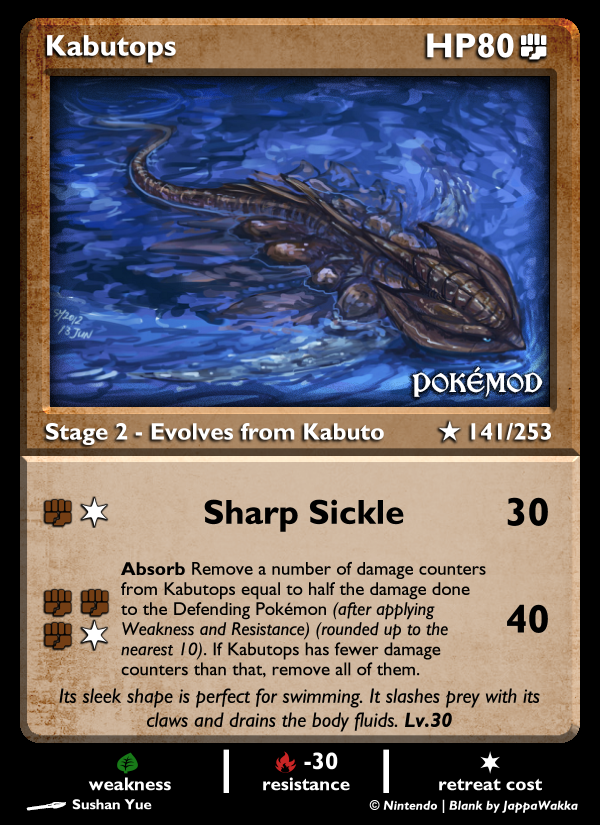 Kabutops HP80
S/2012
13 JUN
POKÉMOD
Stage 2 - Evolves from Kabuto ★ 141/253
Sharp Sickle 30
Absorb Remove a number of damage counters
from Kabutops equal to half the damage done
to the Defending Pokémon (after applying
Weakness and Resistance) (rounded up to the
nearest 10). If Kabutops has fewer damage
counters than that, remove all of them.
40
Its sleek shape is perfect for swimming. It slashes prey with its
claws and drains the body fluids. Lv.30
-30
weakness resistance retreat cost
Sushan Yue © Nintendo | Blank by JappaWakka